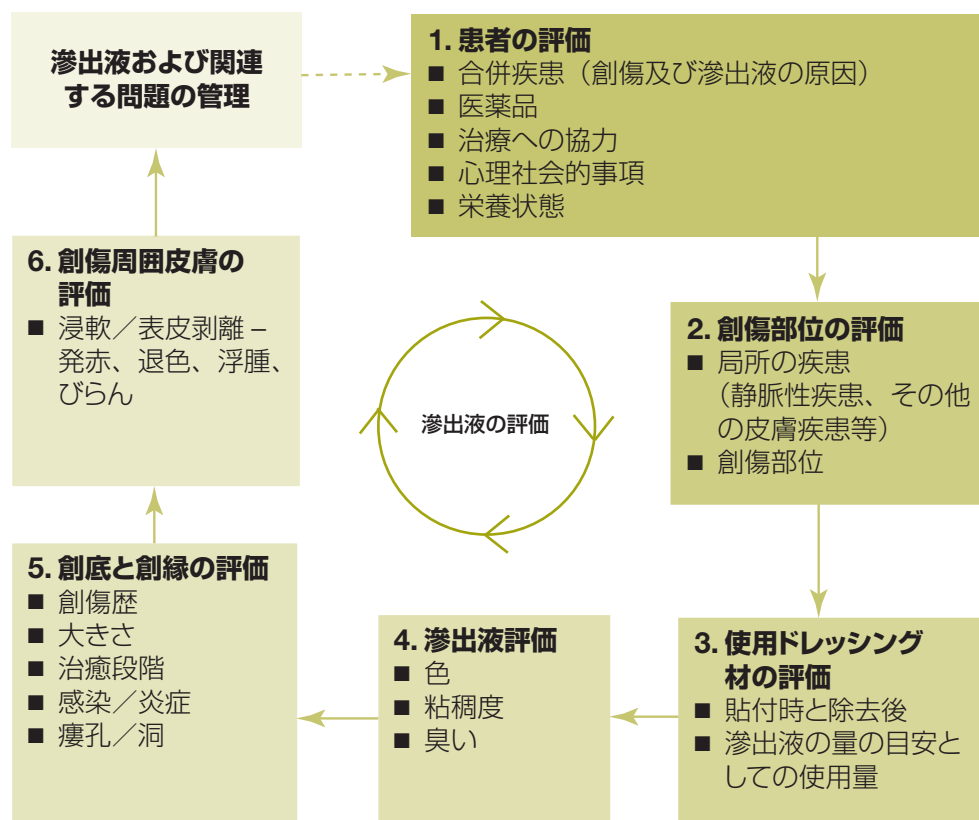 滲出液および関連
する問題の管理
1. 患者の評価
■ 合併疾患（創傷及び滲出液の原因）
■ 医薬品
■ 治療への協力
■ 心理社会的事項
■ 栄養状態
2. 創傷部位の評価
■ 局所の疾患
（静脈性疾患、その他
の皮膚疾患等）
■ 創傷部位
3. 使用ドレッシング
材の評価
■ 貼付時と除去後
■ 滲出液の量の目安と
しての使用量
4. 滲出液評価
■ 色
■ 粘稠度
■ 臭い
5. 創底と創縁の評価
■ 創傷歴
■ 大きさ
■ 治癒段階
■ 感染／炎症
■ 瘻孔／洞
6. 創傷周囲皮膚の
評価
■ 浸軟／表皮剥離 –
発赤、退色、浮腫、
びらん
滲出液の評価